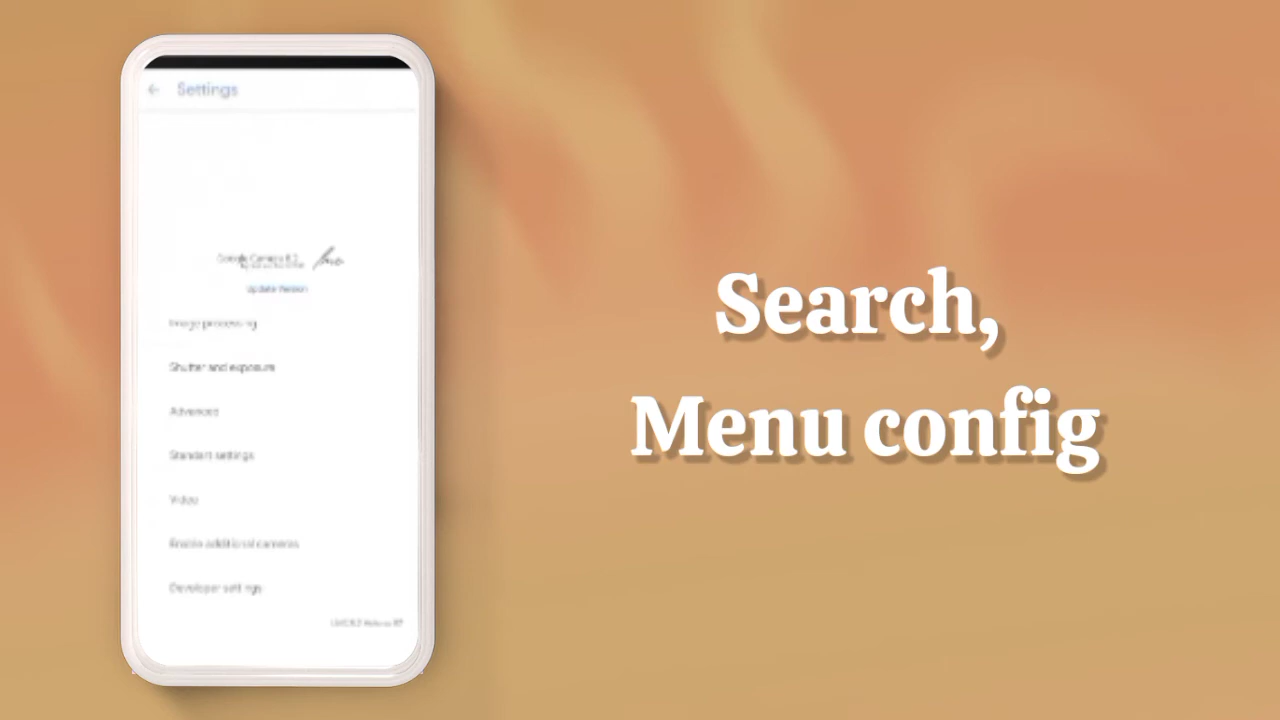 Settings
Google Camera 8.2
Update Version
Image processing
Shutter and exposure
Advanced
Standart settings
Video
Enable additional cameras
Developer settings
Search,
Menu config